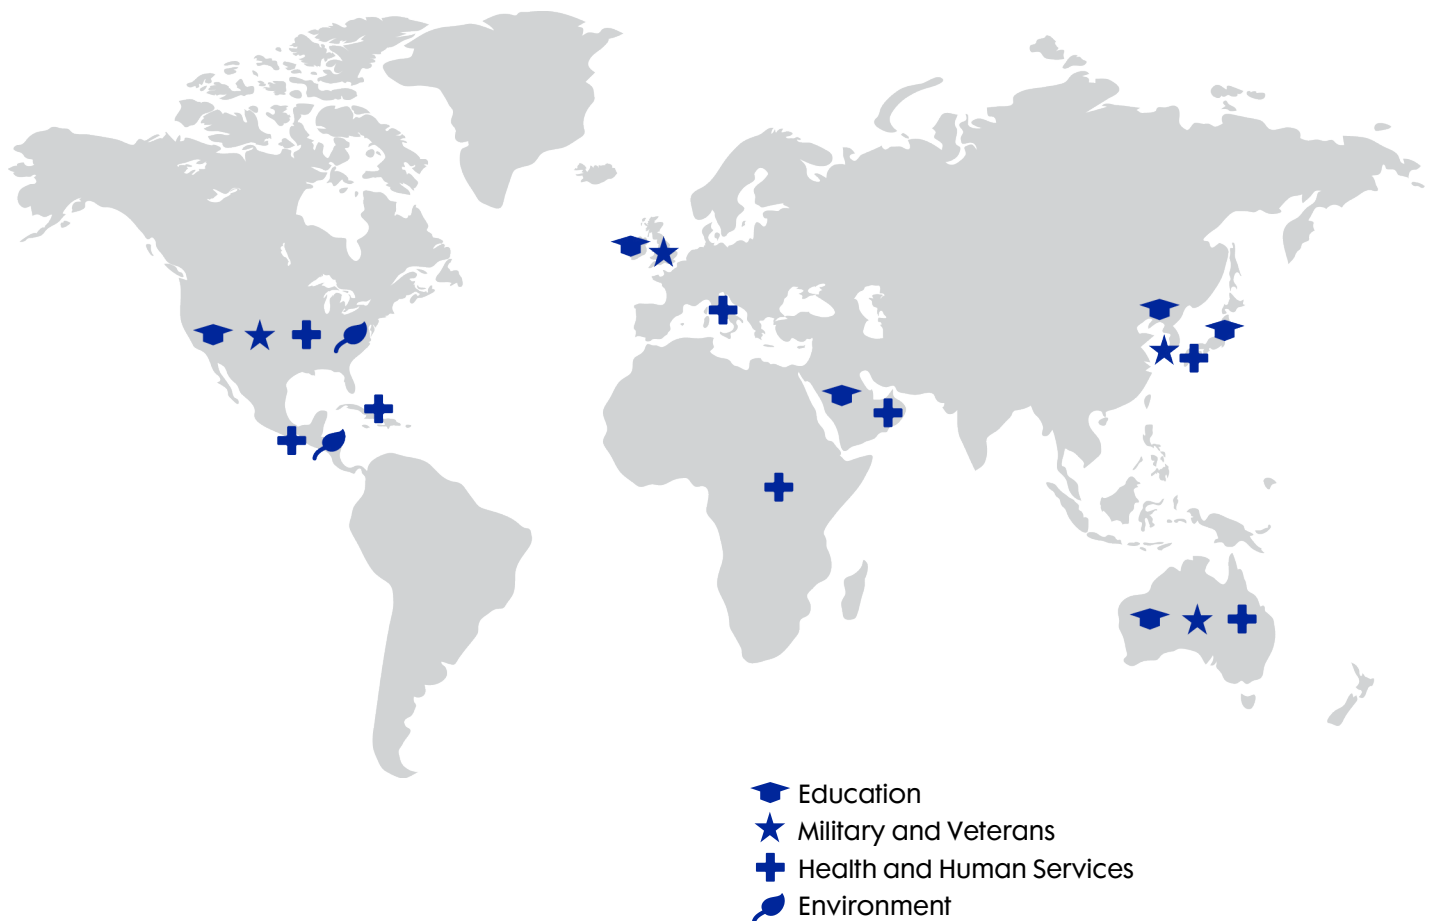 Education
Military and Veterans
Health and Human Services
Environment